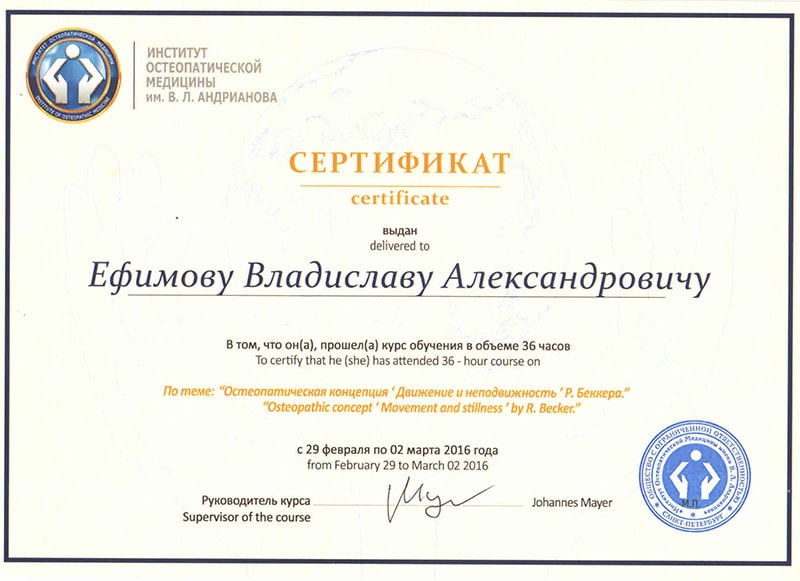 ИНСТИТУТ ОСТЕОПАТИЧЕСКОЙ МЕДИЦИНЫ
INSTITUTE OF OSTEOPATHIC MEDICINE
ИНСТИТУТ
ОСТЕОПАТИЧЕСКОЙ
МЕДИЦИНЫ
им. В. Л. АНДРИАНОВА
СЕРТИФИКАТ
certificate
выдан
delivered to
Ефимову Владиславу Александровичу
В том, что он(а), прошел(а) курс обучения в объеме 36 часов
To certify that he (she) has attended 36 - hour course on
По теме: “Остеопатическая концепция ‘ Движение и неподвижность ’ Р. Беккера.”
“Osteopathic concept ‘ Movement and stillness ’ by R. Becker.”
с 29 февраля по 02 марта 2016 года
from February 29 to March 02 2016
Руководитель курса
Supervisor of the course
Johannes Mayer
ОБЩЕСТВО С ОГРАНИЧЕННОЙ ОТВЕТСТВЕННОСТЬЮ
«Институт Остеопатической Медицины имени В. Л. Андрианова»
М.П.
САНКТ-ПЕТЕРБУРГ